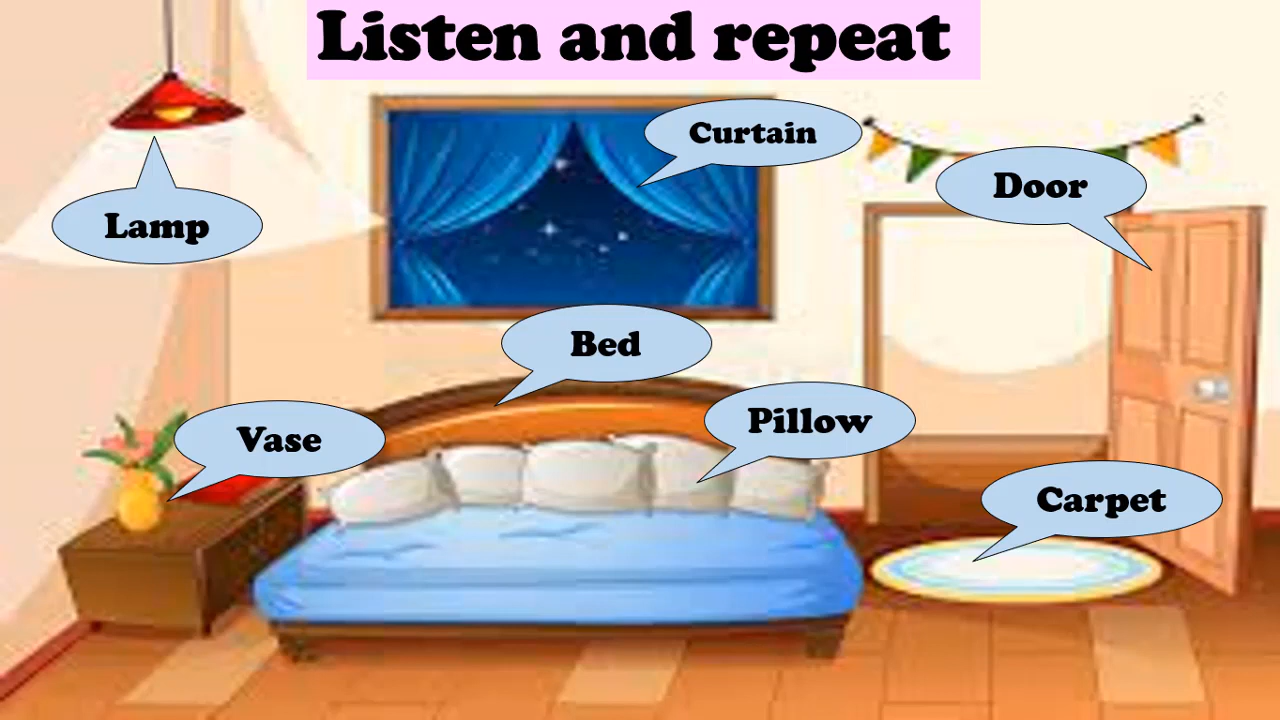 Listen and repeat
Curtain
Door
Lamp
Bed
Pillow
Vase
Carpet